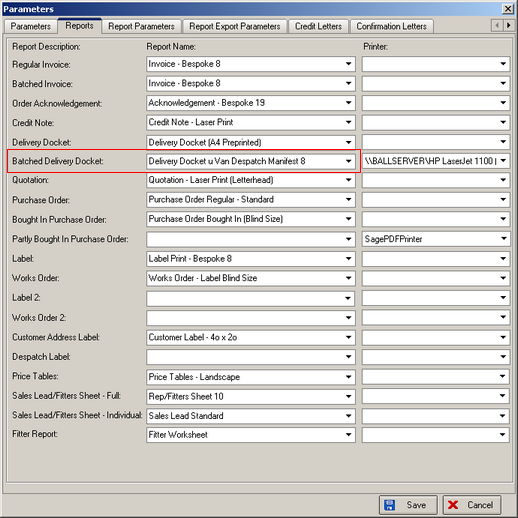 Parameters
Parameters Reports Report Parameters Report Export Parameters Credit Letters Confirmation Letters
Report Description: Report Name: Printer:
Regular Invoice: Invoice - Bespoke 8
Batched Invoice: Invoice - Bespoke 8
Order Acknowledgement: Acknowledgement - Bespoke 19
Credit Note: Credit Note - Laser Print
Delivery Docket: Delivery Docket (A4 Preprinted)
Batched Delivery Docket: Delivery Docket u Van Despatch Manifest 8 \\BALLSERVER\HP LaserJet 1100 (
Quotation: Quotation - Laser Print (Letterhead)
Purchase Order: Purchase Order Regular - Standard
Bought In Purchase Order: Purchase Order Bought In (Blind Size)
Partly Bought In Purchase Order: SagePDFPrinter
Label: Label Print - Bespoke 8
Works Order: Works Order - Label Blind Size
Label 2:
Works Order 2:
Customer Address Label: Customer Label - 4o x 2o
Despatch Label:
Price Tables: Price Tables - Landscape
Sales Lead/Fitters Sheet - Full: Rep/Fitters Sheet 10
Sales Lead/Fitters Sheet - Individual: Sales Lead Standard
Fitter Report: Fitter Worksheet
Save Cancel